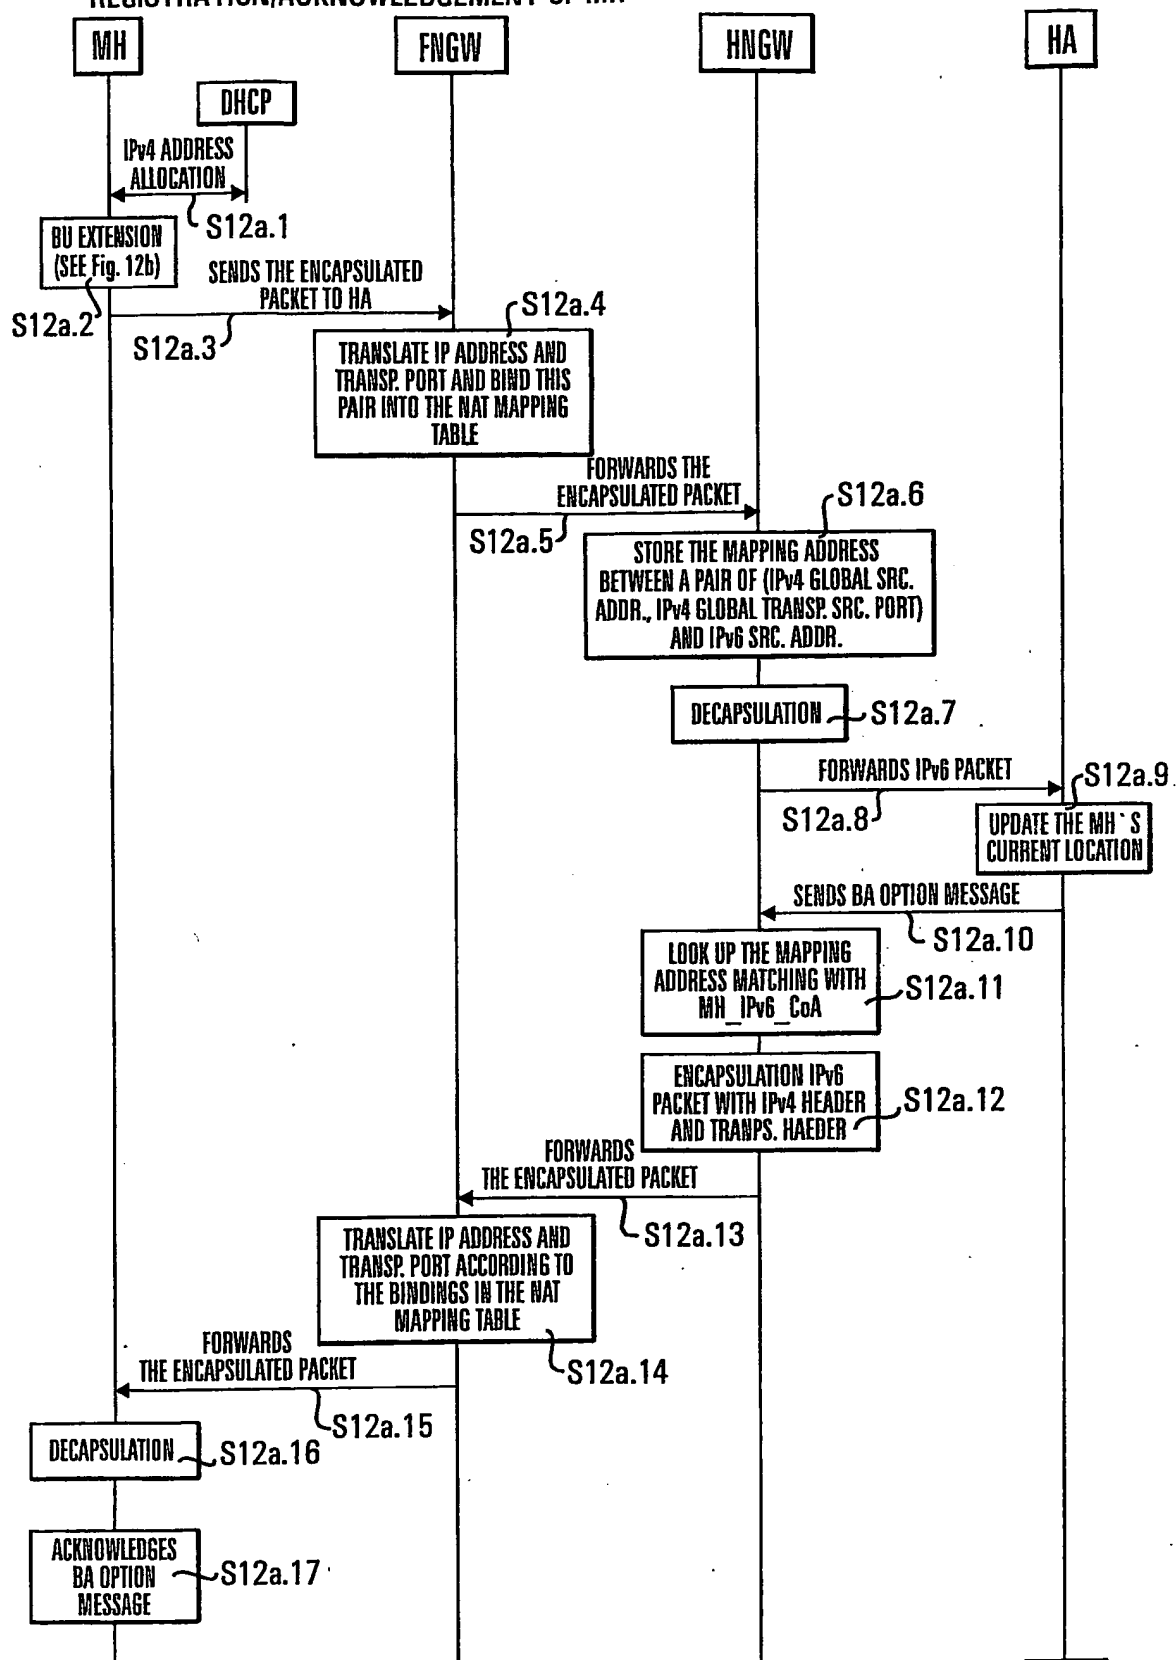 MH
FNGW
HNGW
HA
DHCP
IPv4 ADDRESS
ALLOCATION
S12a.1
BU EXTENSION
(SEE Fig. 12b)
S12a.2
SENDS THE ENCAPSULATED
PACKET TO HA
S12a.3
S12a.4
TRANSLATE IP ADDRESS AND
TRANSP. PORT AND BIND THIS
PAIR INTO THE NAT MAPPING
TABLE
FORWARDS THE
ENCAPSULATED PACKET
S12a.5
S12a.6
STORE THE MAPPING ADDRESS
BETWEEN A PAIR OF (IPv4 GLOBAL SRC.
ADDR., IPv4 GLOBAL TRANSP. SRC. PORT)
AND IPv6 SRC. ADDR.
DECAPSULATION
S12a.7
FORWARDS IPv6 PACKET
S12a.8
S12a.9
UPDATE THE MH`S
CURRENT LOCATION
SENDS BA OPTION MESSAGE
S12a.10
LOOK UP THE MAPPING
ADDRESS MATCHING WITH
MH_IPv6_CoA
S12a.11
ENCAPSULATION IPv6
PACKET WITH IPv4 HEADER
AND TRANPS. HAEDER
S12a.12
FORWARDS
THE ENCAPSULATED PACKET
S12a.13
TRANSLATE IP ADDRESS AND
TRANSP. PORT ACCORDING TO
THE BINDINGS IN THE NAT
MAPPING TABLE
S12a.14
FORWARDS
THE ENCAPSULATED PACKET
S12a.15
DECAPSULATION
S12a.16
ACKNOWLEDGES
BA OPTION
MESSAGE
S12a.17